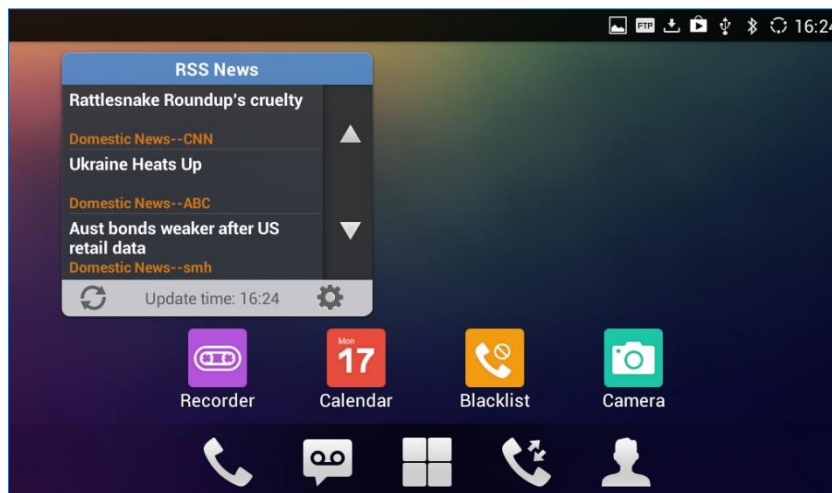 FTP 16:24
RSS News
Rattlesnake Roundup's cruelty
Domestic News--CNN
Ukraine Heats Up
Domestic News--ABC
Aust bonds weaker after US
retail data
Domestic News--smh
Update time: 16:24
Mon
17
Recorder Calendar Blacklist Camera